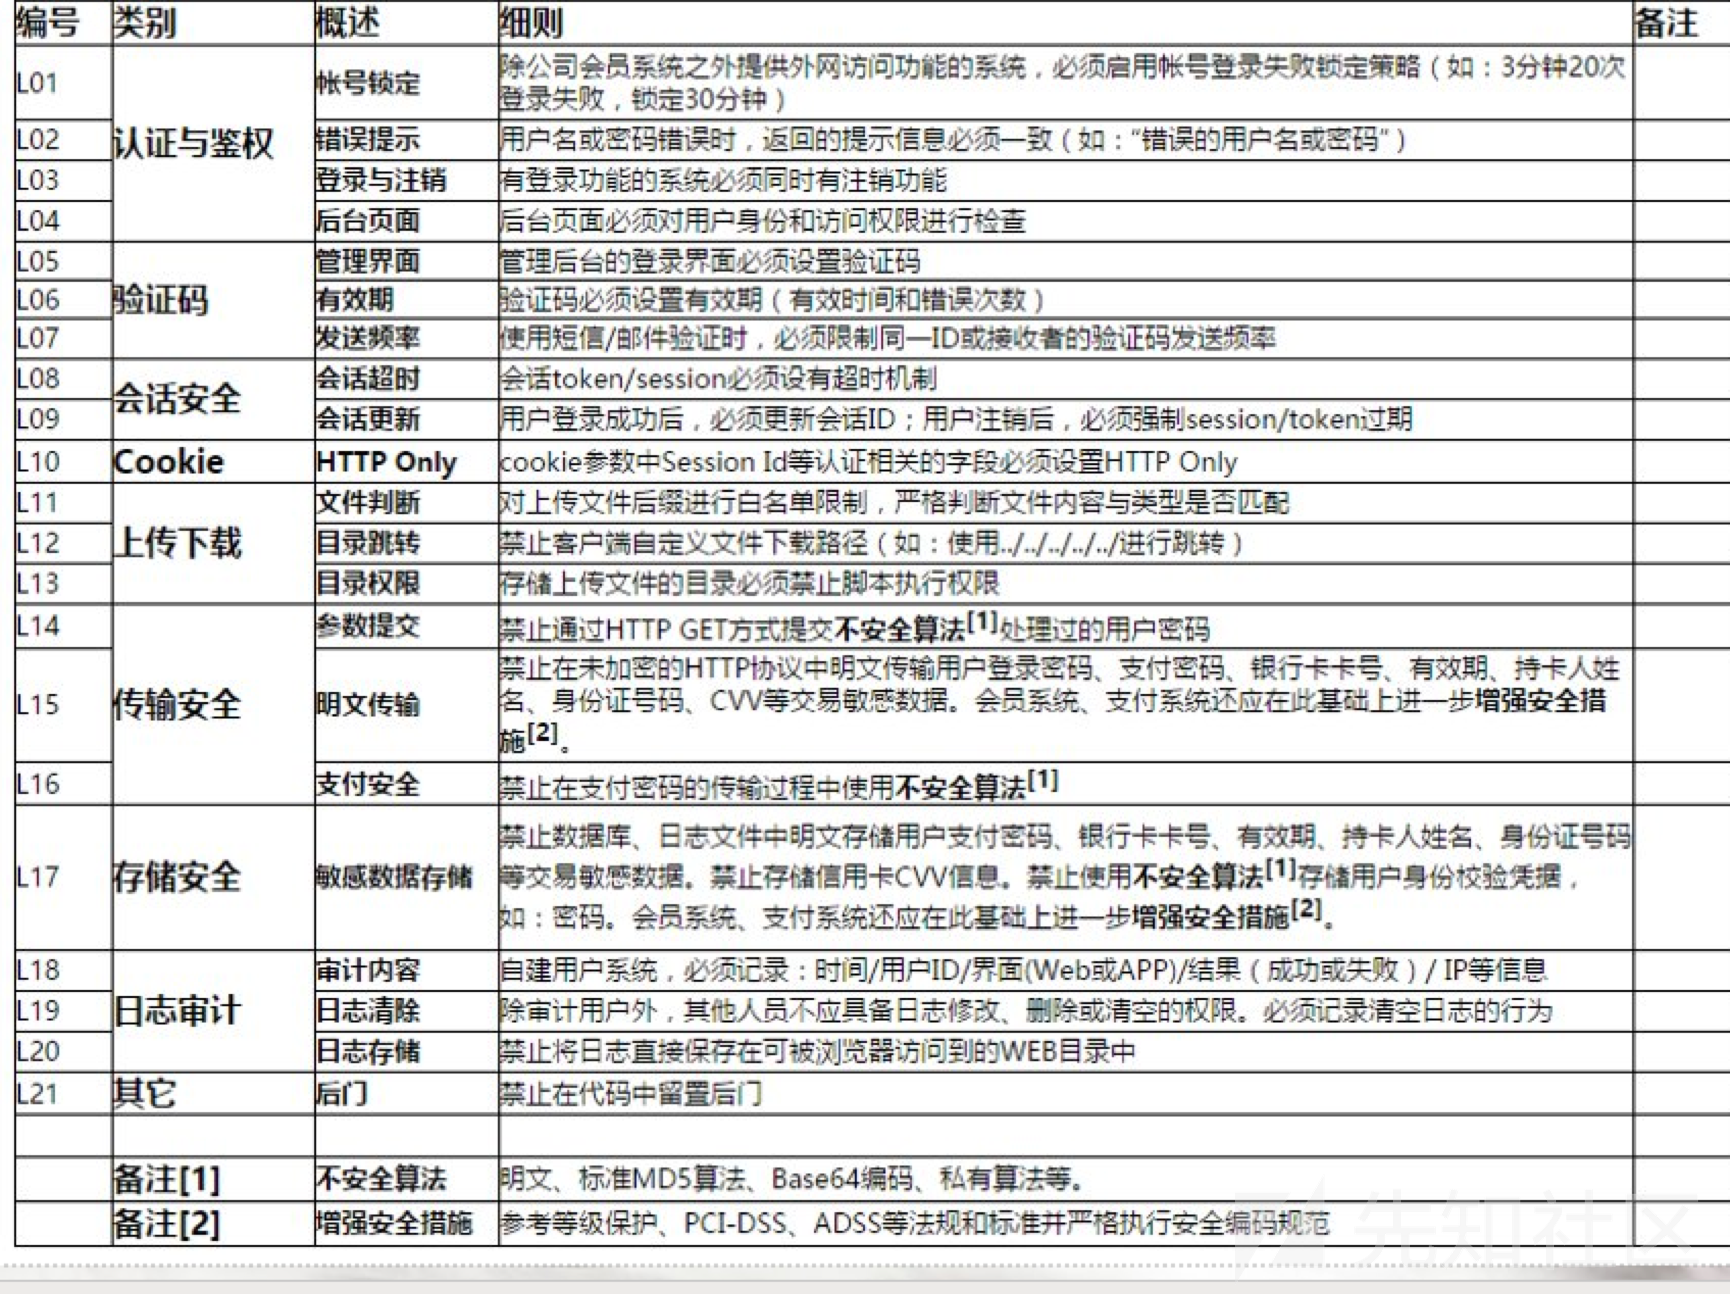 编号 类别 概述 细则 备注
L01 认证与鉴权 帐号锁定 除公司会员系统之外提供外网访问功能的系统，必须启用帐号登录失败锁定策略（如：3分钟20次
登录失败，锁定30分钟）
L02 错误提示 用户名或密码错误时，返回的提示信息必须一致（如：“错误的用户名或密码”）
L03 登录与注销 有登录功能的系统必须同时有注销功能
L04 后台页面 后台页面必须对用户身份和访问权限进行检查
L05 验证码 管理界面 管理后台的登录界面必须设置验证码
L06 有效期 验证码必须设置有效期（有效时间和错误次数）
L07 发送频率 使用短信/邮件验证时，必须限制同一ID或接收者的验证码发送频率
L08 会话安全 会话超时 会话token/session必须设有超时机制
L09 会话更新 用户登录成功后，必须更新会话ID；用户注销后，必须强制session/token过期
L10 Cookie HTTP Only cookie参数中Session Id等认证相关的字段必须设置HTTP Only
L11 上传下载 文件判断 对上传文件后缀进行白名单限制，严格判断文件内容与类型是否匹配
L12 目录跳转 禁止客户端自定义文件下载路径（如：使用../../../../../进行跳转）
L13 目录权限 存储上传文件的目录必须禁止脚本执行权限
L14 传输安全 参数提交 禁止通过HTTP GET方式提交不安全算法[1]处理过的用户密码
L15 明文传输 禁止在未加密的HTTP协议中明文传输用户登录密码、支付密码、银行卡卡号、有效期、持卡人姓
名、身份证号码、CVV等交易敏感数据。会员系统、支付系统还应在此基础上进一步增强安全措
施[2]。
L16 支付安全 禁止在支付密码的传输过程中使用不安全算法[1]
L17 存储安全 敏感数据存储 禁止数据库、日志文件中明文存储用户支付密码、银行卡卡号、有效期、持卡人姓名、身份证号码
等交易敏感数据。禁止存储信用卡CVV信息。禁止使用不安全算法[1]存储用户身份校验凭据，
如：密码。会员系统、支付系统还应在此基础上进一步增强安全措施[2]。
L18 日志审计 审计内容 自建用户系统，必须记录：时间/用户ID/界面(Web或APP)/结果（成功或失败）/ IP等信息
L19 日志清除 除审计用户外，其他人员不应具备日志修改、删除或清空的权限。必须记录清空日志的行为
L20 日志存储 禁止将日志直接保存在可被浏览器访问到的WEB目录中
L21 其它 后门 禁止在代码中留置后门
备注[1] 不安全算法 明文、标准MD5算法、Base64编码、私有算法等。
备注[2] 增强安全措施 参考等级保护、PCI-DSS、ADSS等法规和标准并严格执行安全编码规范
先知社区